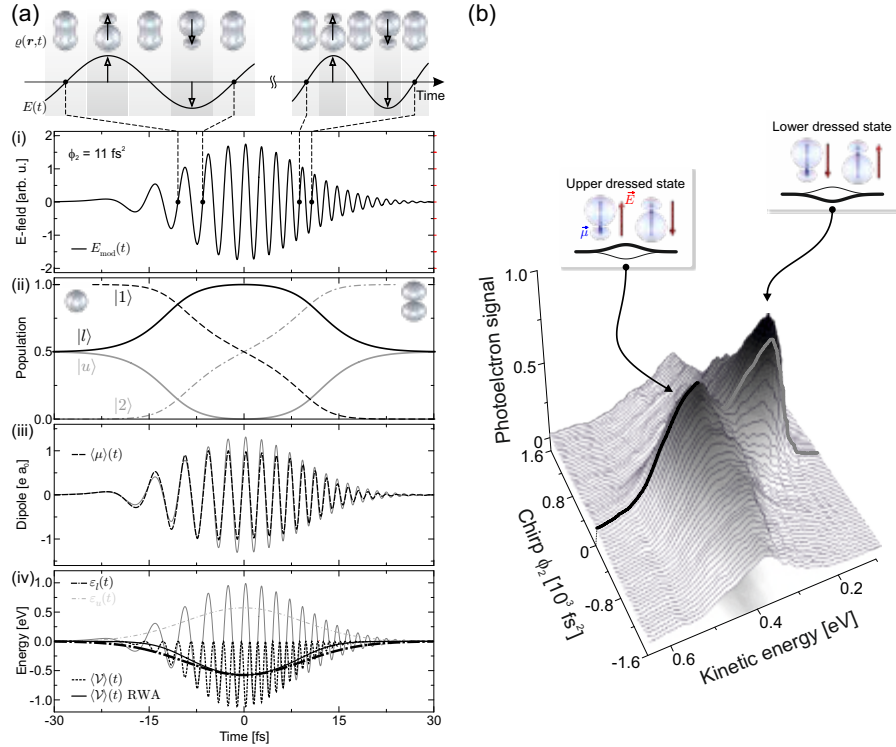 (a)
ϱ(r,t)
E(t)
Time
(i)
ϕ₂ = 11 fs²
E-field [arb. u.]
2
1
0
-1
-2
E_mod(t)
(ii)
|1⟩
|l⟩
|u⟩
|2⟩
Population
1.0
0.5
0.0
(iii)
⟨μ⟩(t)
Dipole [e a₀]
1
0
-1
(iv)
ε_l(t)
ε_u(t)
Energy [eV]
1.0
0.5
0.0
-0.5
-1.0
⟨V⟩(t)
⟨V⟩(t) RWA
-30 -15 0 15 30
Time [fs]
(b)
Lower dressed state
Upper dressed state
E
μ
Photoelctron signal
1.0
0.5
0
Chirp ϕ₂ [10³ fs²]
1.6
0.8
0
-0.8
-1.6
Kinetic energy [eV]
0.6
0.4
0.2